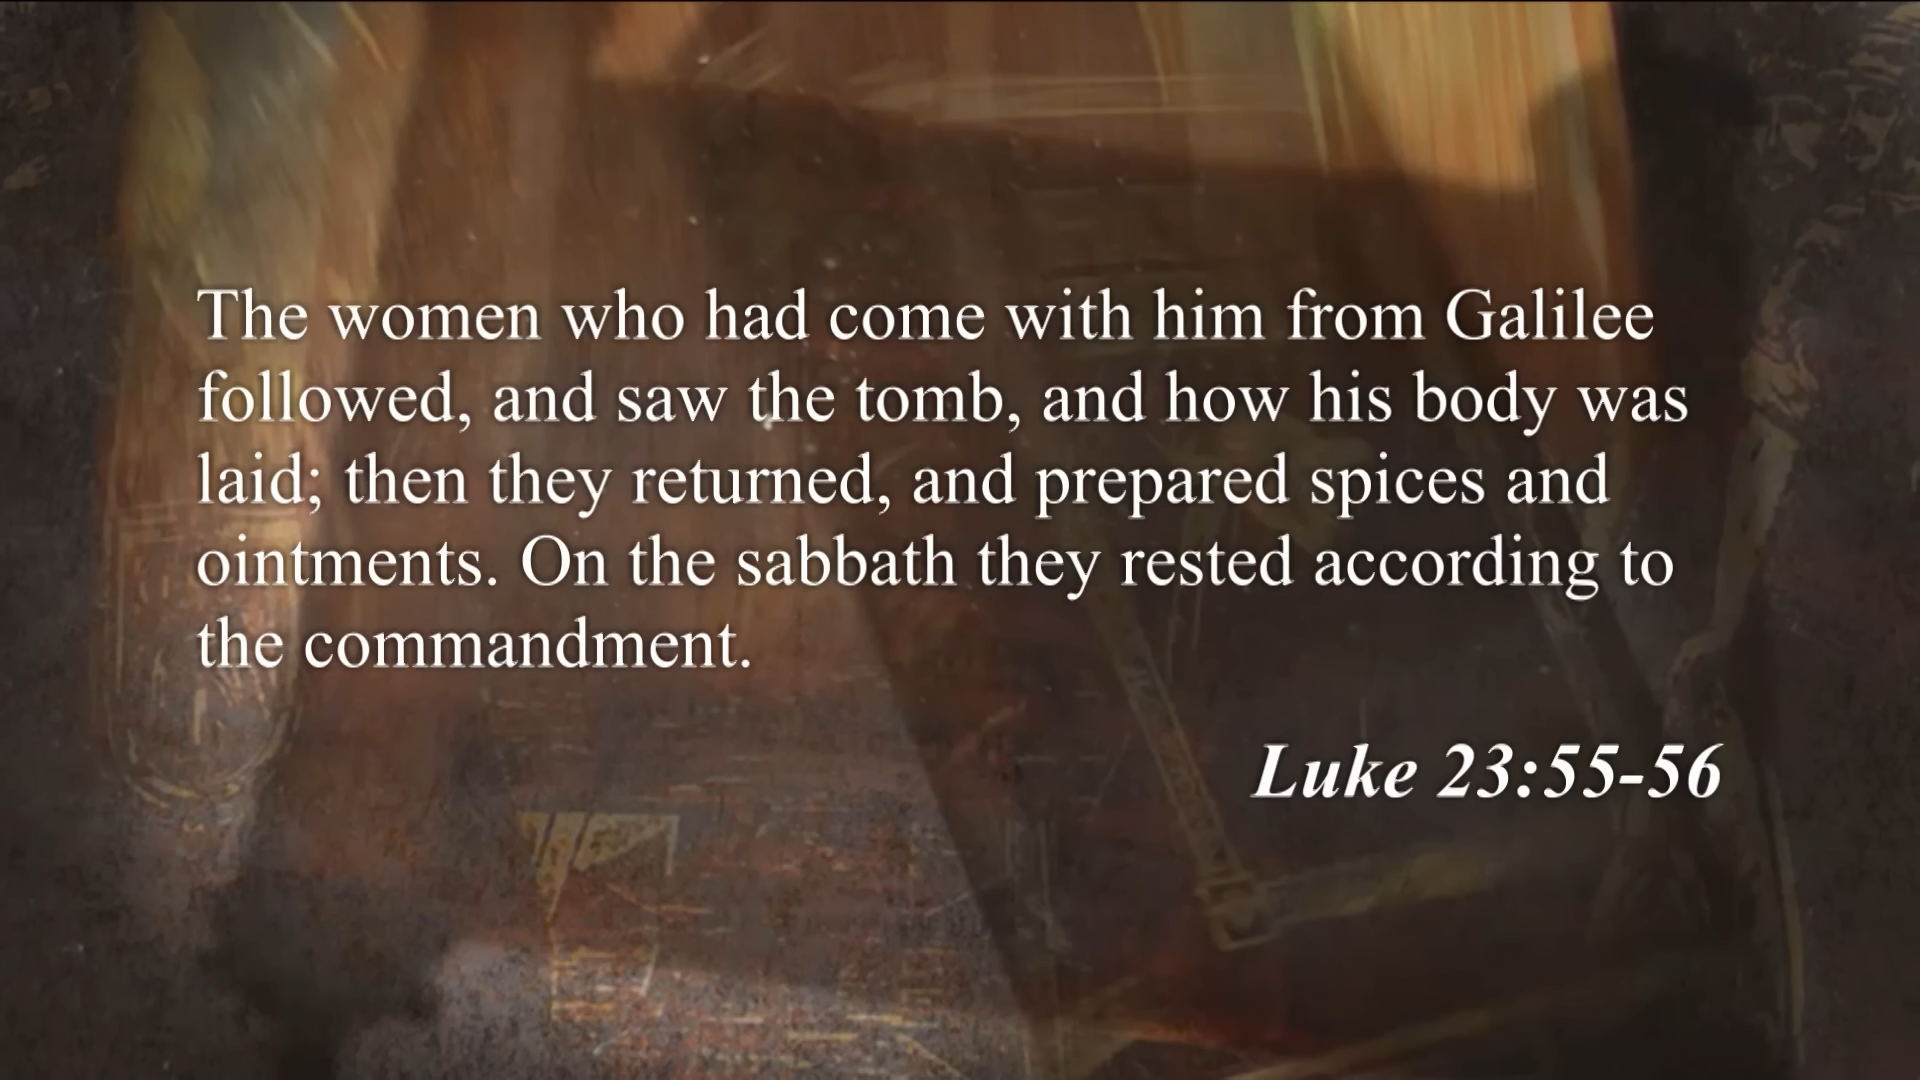 The women who had come with him from Galilee
followed, and saw the tomb, and how his body was
laid; then they returned, and prepared spices and
ointments. On the sabbath they rested according to
the commandment.
Luke 23:55-56